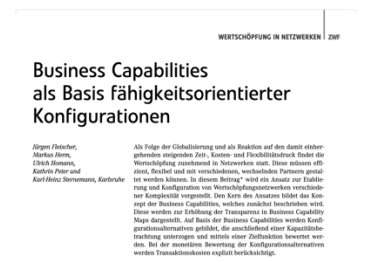 WERTSCHÖPFUNG IN NETZWERKEN | ZWF
Business Capabilities
als Basis fähigkeitsorientierter
Konfigurationen
Jürgen Fleischer,
Markus Herm,
Ulrich Homann,
Kathrin Peter und
Karl-Heinz Sternemann, Karlsruhe
Als Folge der Globalisierung und als Reaktion auf den damit einher-
gehenden steigenden Zeit-, Kosten- und Flexibilitätsdruck findet die
Wertschöpfung zunehmend in Netzwerken statt. Diese müssen effi-
zient, flexibel und mit verschiedenen, wechselnden Partnern gestal-
tet werden können. In diesem Beitrag* wird ein Ansatz zur Etablie-
rung und Konfiguration von Wertschöpfungsnetzwerken verschiede-
ner Komplexität vorgestellt. Den Kern des Ansatzes bildet das Kon-
zept der Business Capabilities, welches zunächst beschrieben wird.
Diese werden zur Erhöhung der Transparenz in Business Capability
Maps dargestellt. Auf Basis der Business Capabilities werden Konfi-
gurationsalternativen gebildet, die anschließend einer Kapazitätsbe-
trachtung unterzogen und mittels einer Zielfunktion bewertet wer-
den. Bei der monetären Bewertung der Konfigurationsalternativen
werden Transaktionskosten explizit berücksichtigt.